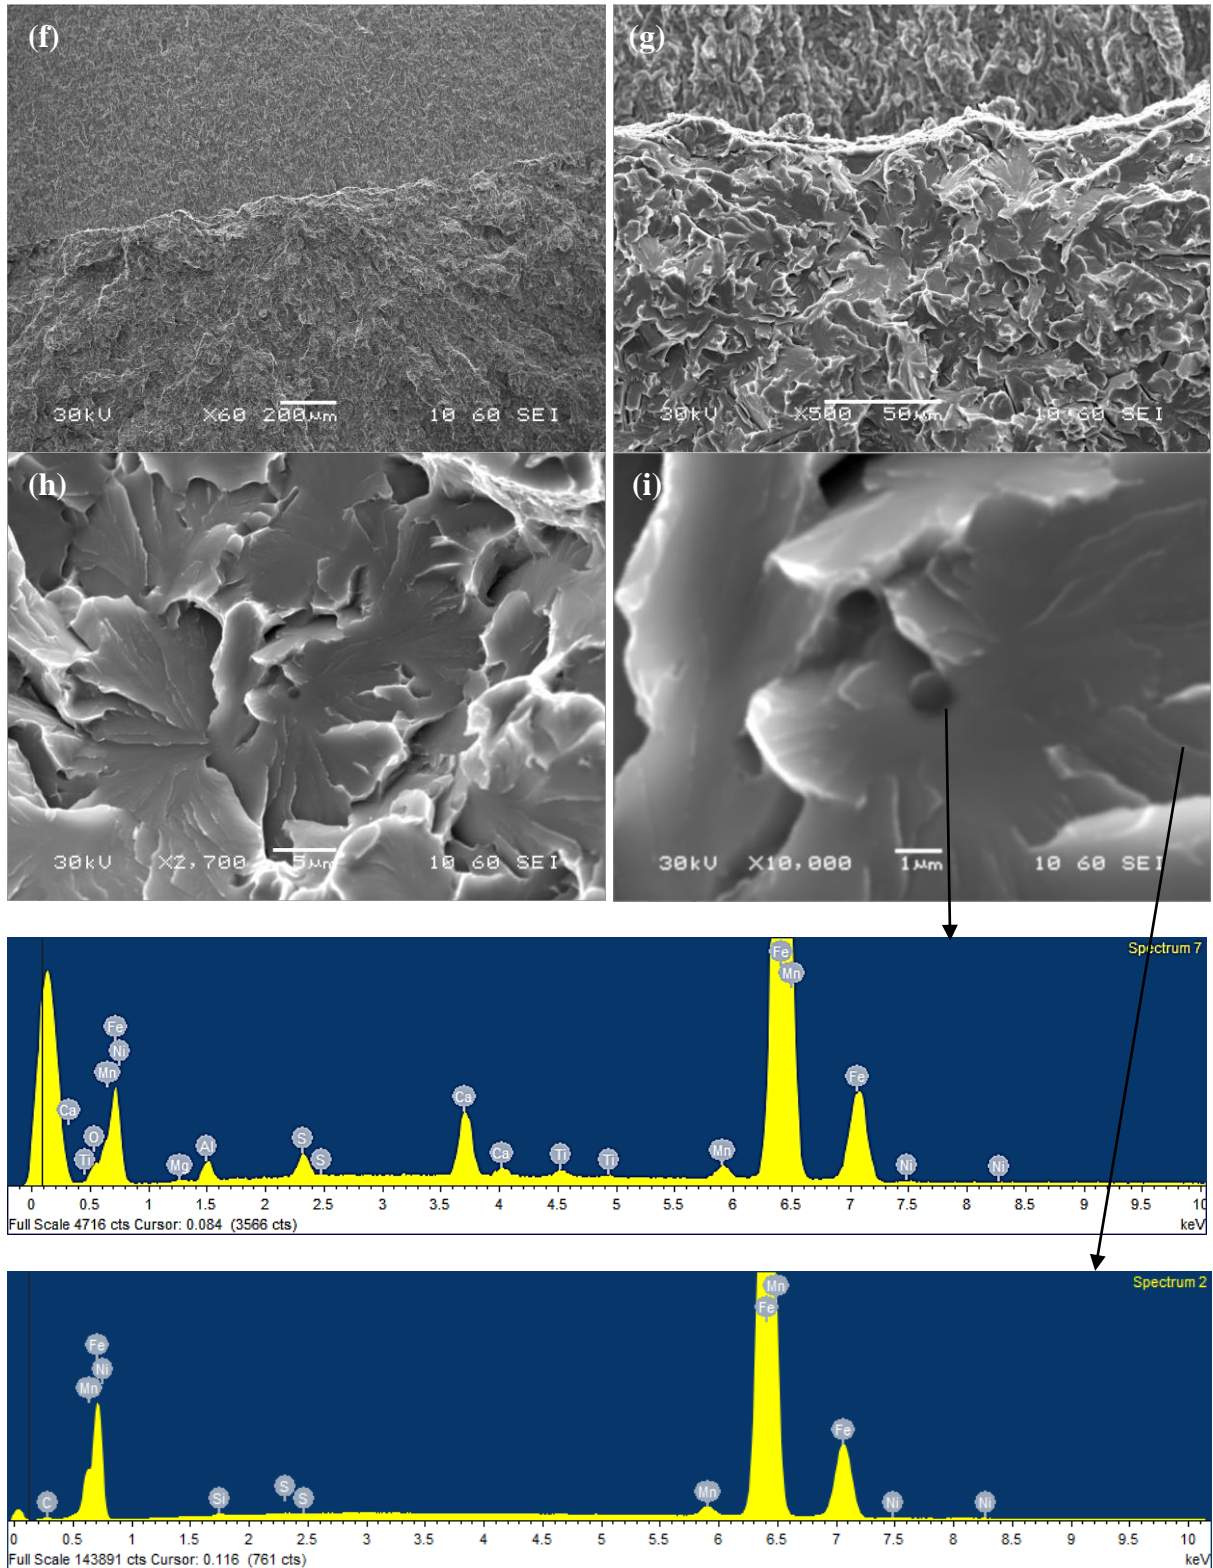 (f)
30kV X60 200μm 10 60 SEI
(g)
30kV X500 50μm 10 60 SEI
(h)
30kV X2,700 5μm 10 60 SEI
(i)
30kV X10,000 1μm 10 60 SEI
Spectrum 7
Fe
Mn
Fe
Ni
Mn
Ca
O
Ti
Mg
Al
S
S
Ca
Ca
Ti
Ti
Mn
Fe
Ni
Ni
0 0.5 1 1.5 2 2.5 3 3.5 4 4.5 5 5.5 6 6.5 7 7.5 8 8.5 9 9.5 10
Full Scale 4716 cts Cursor: 0.084 (3566 cts) keV
Spectrum 2
Mn
Fe
Fe
Ni
Mn
C
Si
S
S
Mn
Fe
Ni
Ni
0 0.5 1 1.5 2 2.5 3 3.5 4 4.5 5 5.5 6 6.5 7 7.5 8 8.5 9 9.5 10
Full Scale 143891 cts Cursor: 0.116 (761 cts) keV